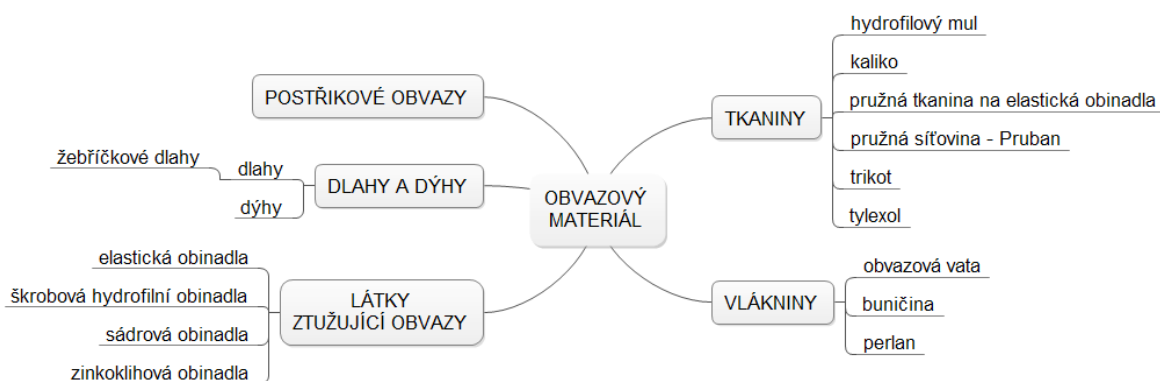 OBVAZOVÝ
MATERIÁL
TKANINY
hydrofilový mul
kaliko
pružná tkanina na elastická obinadla
pružná síťovina - Pruban
trikot
tylexol
VLÁKNINY
obvazová vata
buničina
perlan
POSTŘIKOVÉ OBVAZY
DLAHY A DÝHY
dlahy
žebříčkové dlahy
dýhy
LÁTKY
ZTUŽUJÍCÍ OBVAZY
elastická obinadla
škrobová hydrofilní obinadla
sádrová obinadla
zinkoklihová obinadla